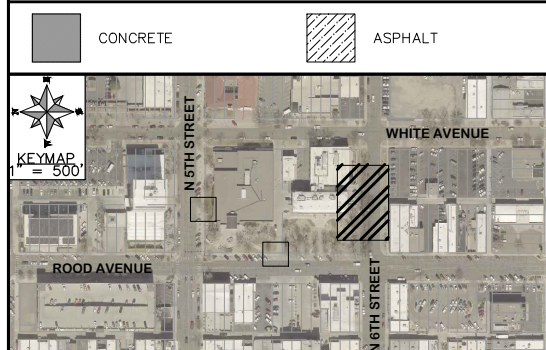 CONCRETE
ASPHALT
KEYMAP
1" = 500'
N 5TH STREET
WHITE AVENUE
ROOD AVENUE
N 6TH STREET